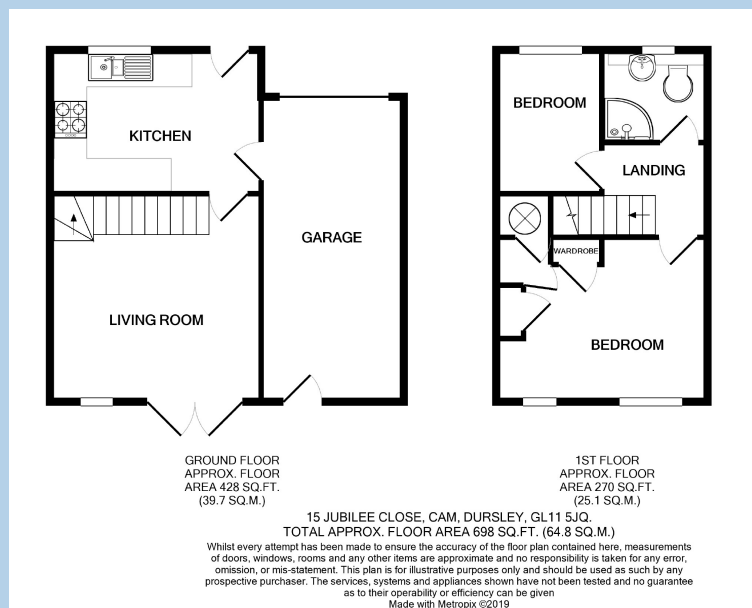 KITCHEN
GARAGE
LIVING ROOM
BEDROOM
LANDING
WARDROBE
BEDROOM
GROUND FLOOR
APPROX. FLOOR
AREA 428 SQ.FT.
(39.7 SQ.M.)
1ST FLOOR
APPROX. FLOOR
AREA 270 SQ.FT.
(25.1 SQ.M.)
15 JUBILEE CLOSE, CAM, DURSLEY, GL11 5JQ.
TOTAL APPROX. FLOOR AREA 698 SQ.FT. (64.8 SQ.M.)
Whilst every attempt has been made to ensure the accuracy of the floor plan contained here, measurements
of doors, windows, rooms and any other items are approximate and no responsibility is taken for any error,
omission, or mis-statement. This plan is for illustrative purposes only and should be used as such by any
prospective purchaser. The services, systems and appliances shown have not been tested and no guarantee
as to their operability or efficiency can be given
Made with Metropix ©2019